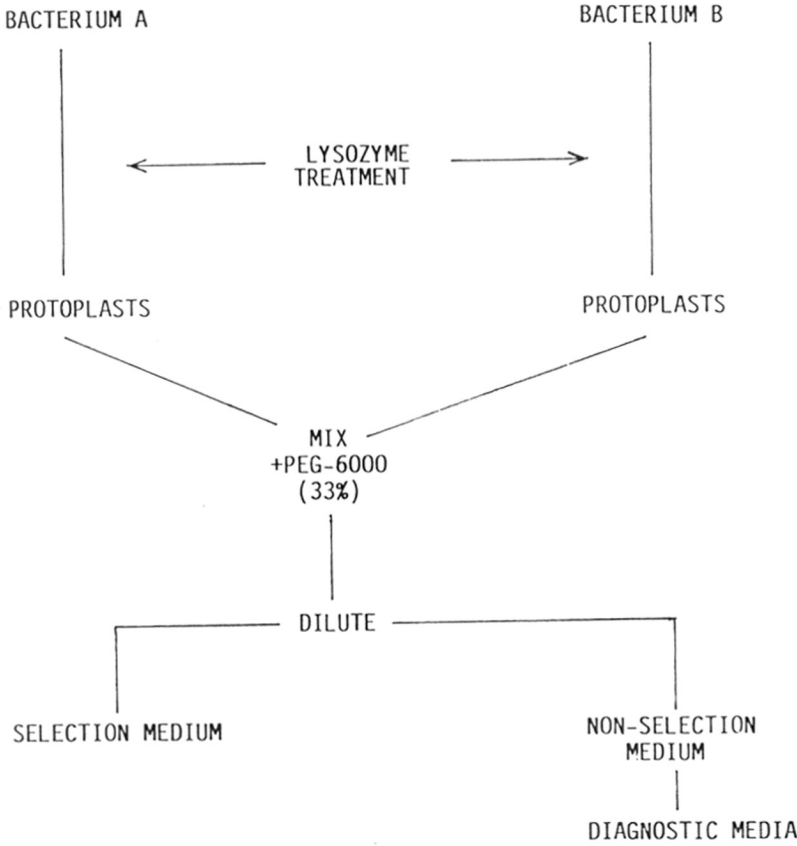 BACTERIUM A
BACTERIUM B
LYSOZYME
TREATMENT
PROTOPLASTS
PROTOPLASTS
MIX
+PEG-6000
(33%)
DILUTE
SELECTION MEDIUM
NON-SELECTION
MEDIUM
DIAGNOSTIC MEDIA